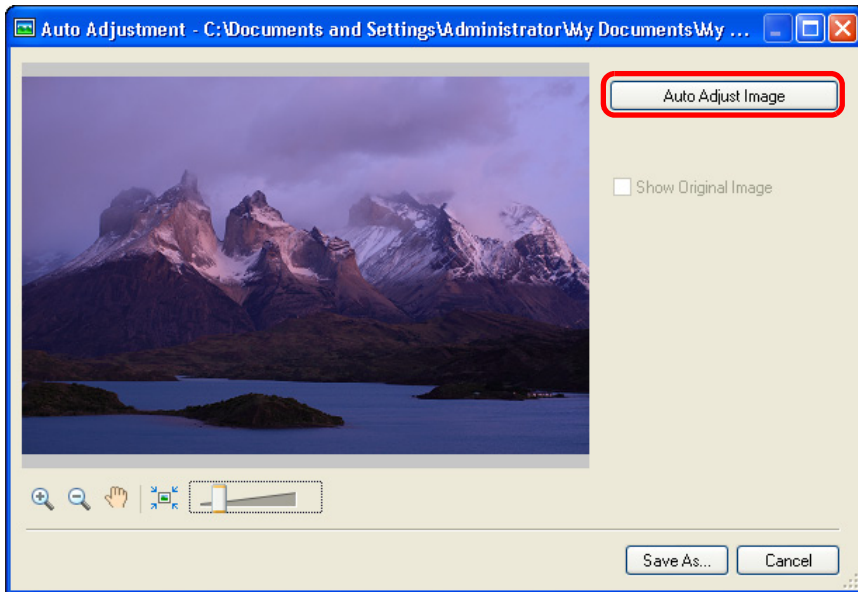 Auto Adjustment - C:\Documents and Settings\Administrator\My Documents\My ...
Auto Adjust Image
Show Original Image
Save As...
Cancel